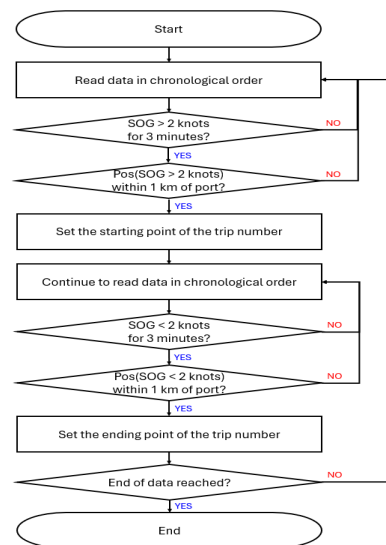 Start
Read data in chronological order
SOG > 2 knots
for 3 minutes?
NO
YES
Pos(SOG > 2 knots)
within 1 km of port?
NO
YES
Set the starting point of the trip number
Continue to read data in chronological order
SOG < 2 knots
for 3 minutes?
NO
YES
Pos(SOG < 2 knots)
within 1 km of port?
NO
YES
Set the ending point of the trip number
End of data reached?
NO
YES
End